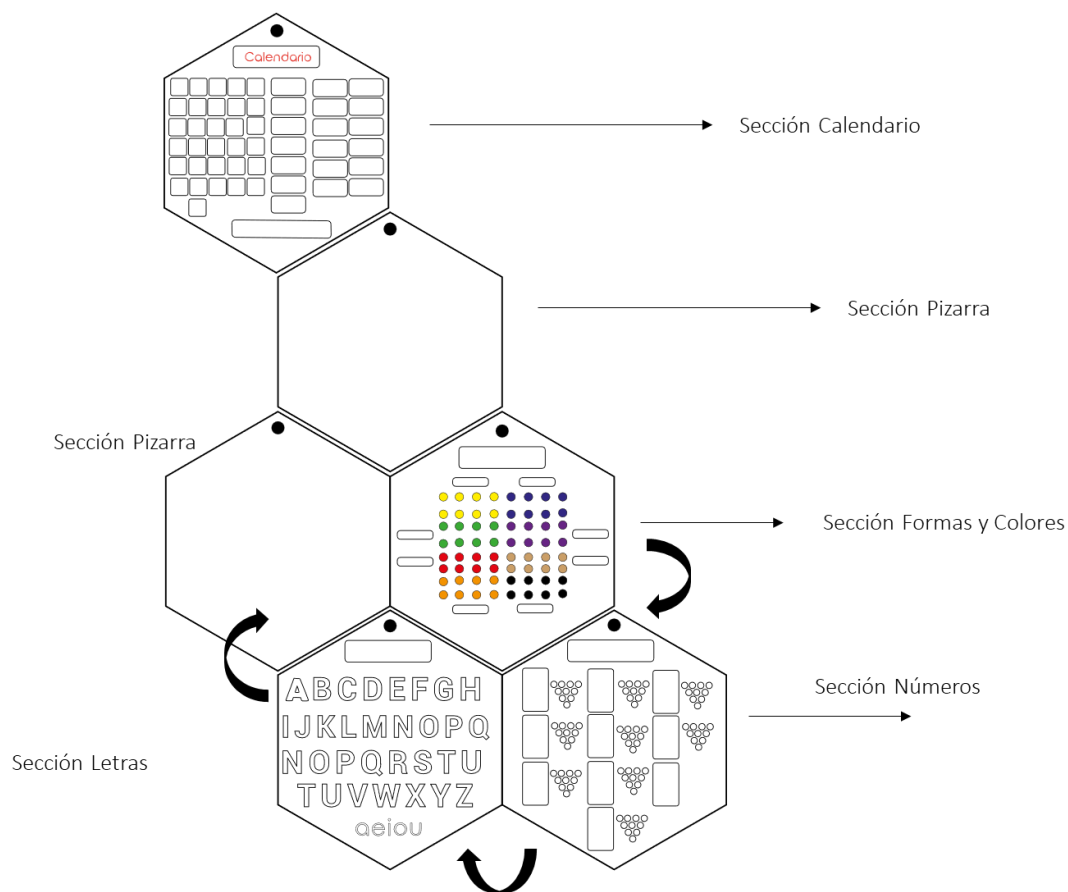 Calendario
Sección Calendario
Sección Pizarra
Sección Pizarra
Sección Formas y Colores
Sección Números
Sección Letras
ABCDEFGH
IJKLMNOPQ
NOPQRSTU
TUVWXYZ
aeiou